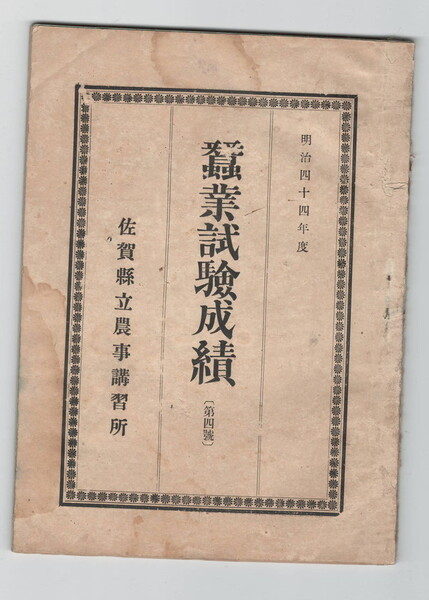 明治四十四年度
蠶業試驗成績
〔第四號〕
佐賀縣立農事講習所